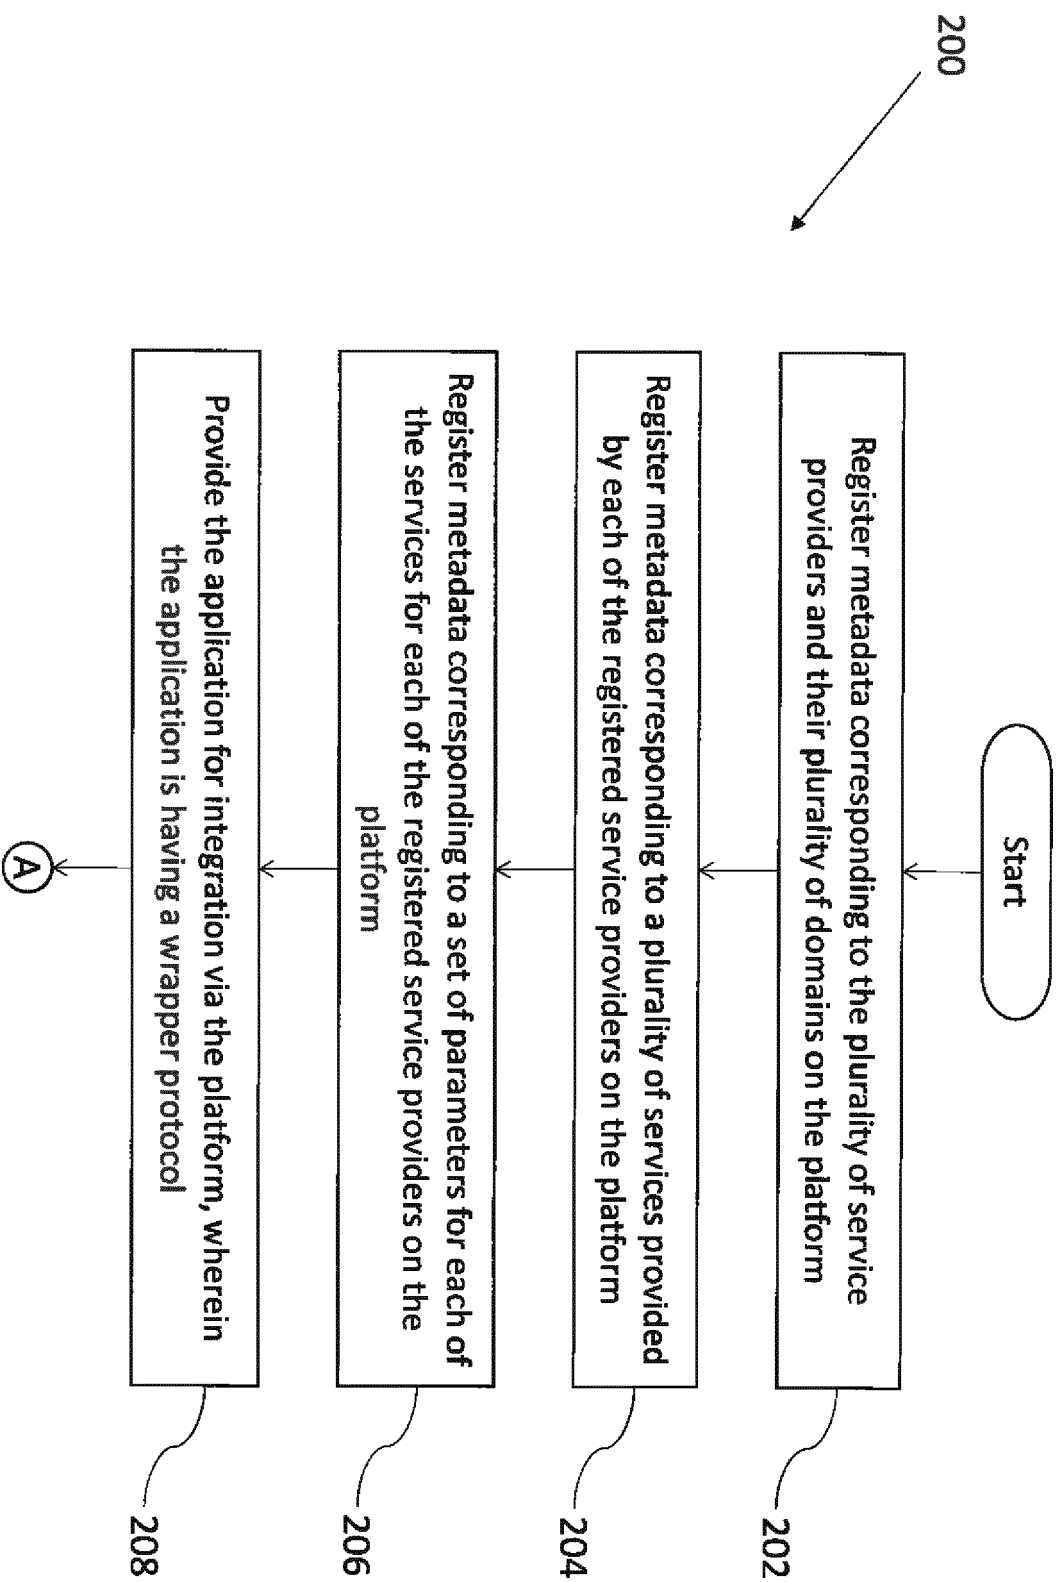 200
Start
Register metadata corresponding to the plurality of service
providers and their plurality of domains on the platform
202
Register metadata corresponding to a plurality of services provided
by each of the registered service providers on the platform
204
Register metadata corresponding to a set of parameters for each of
the services for each of the registered service providers on the
platform
206
Provide the application for integration via the platform, wherein
the application is having a wrapper protocol
208
A